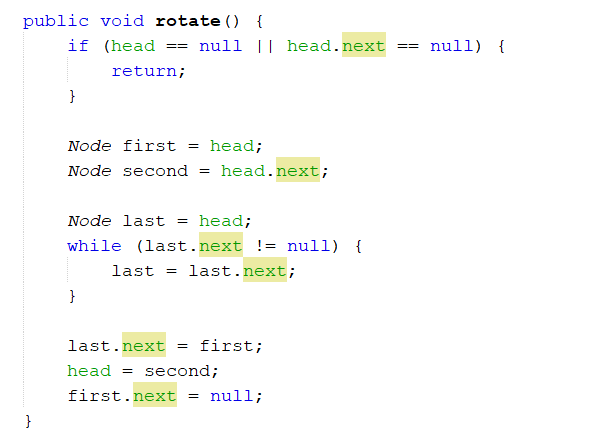 public void rotate() {
    if (head == null || head.next == null) {
        return;
    }

    Node first = head;
    Node second = head.next;

    Node last = head;
    while (last.next != null) {
        last = last.next;
    }

    last.next = first;
    head = second;
    first.next = null;
}